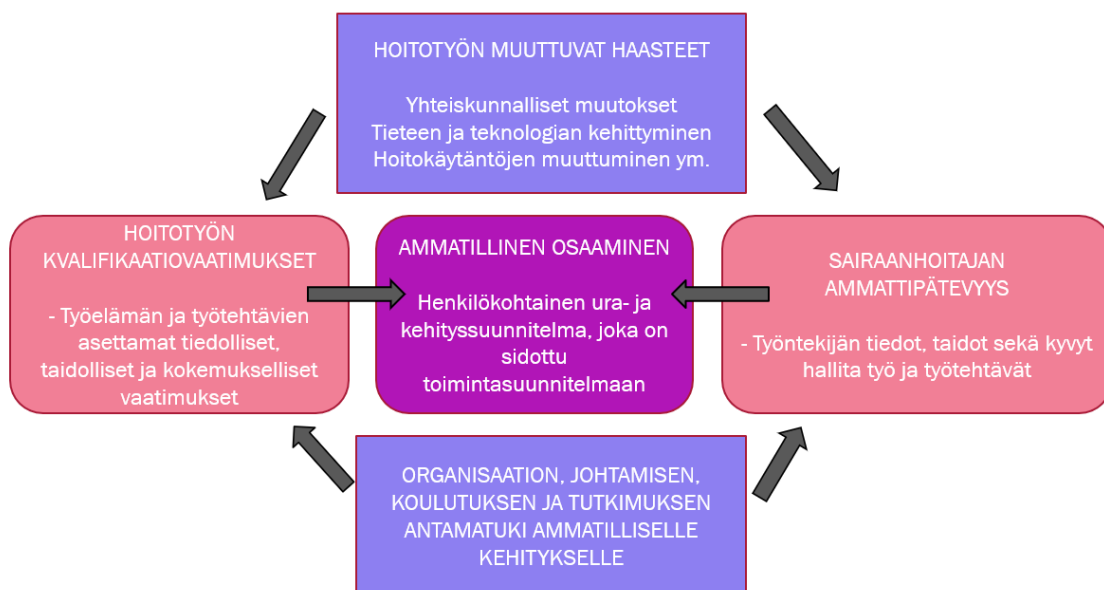 HOITOTYÖN MUUTTUVAT HAASTEET
Yhteiskunnalliset muutokset
Tieteen ja teknologian kehittyminen
Hoitokäytäntöjen muuttuminen ym.
HOITOTYÖN
KVALIFIKAATIOVAATIMUKSET
- Työelämän ja työtehtävien
asettamat tiedolliset,
taidolliset ja kokemukselliset
vaatimukset
AMMATILLINEN OSAAMINEN
Henkilökohtainen ura- ja
kehityssuunnitelma, joka on
sidottu
toimintasuunnitelmaan
SAIRAANHOITAJAN
AMMATTIPÄTEVYYS
- Työntekijän tiedot, taidot sekä kyvyt
hallita työ ja työtehtävät
ORGANISAATION, JOHTAMISEN,
KOULUTUKSEN JA TUTKIMUKSEN
ANTAMATUKI AMMATILLISELLE
KEHITYKSELLE